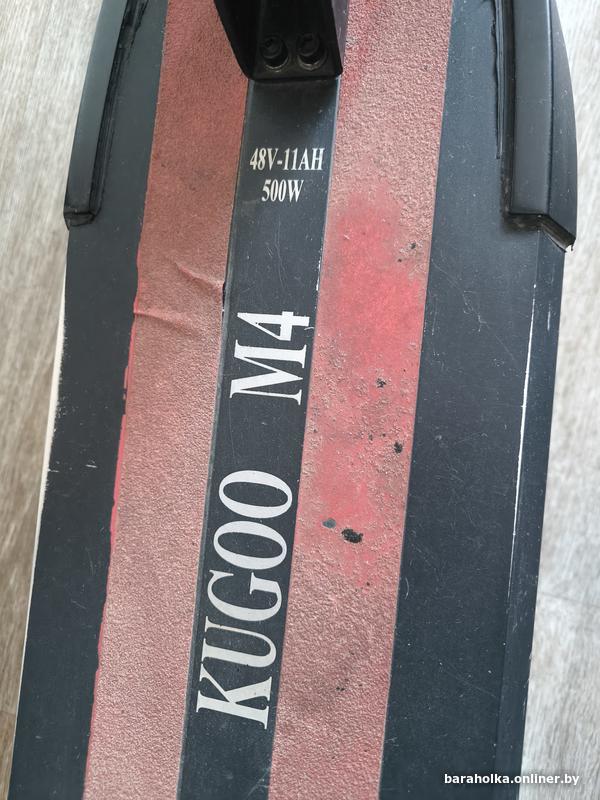 48V-11AH
500W
KUGOO M4
baraholka.onliner.by